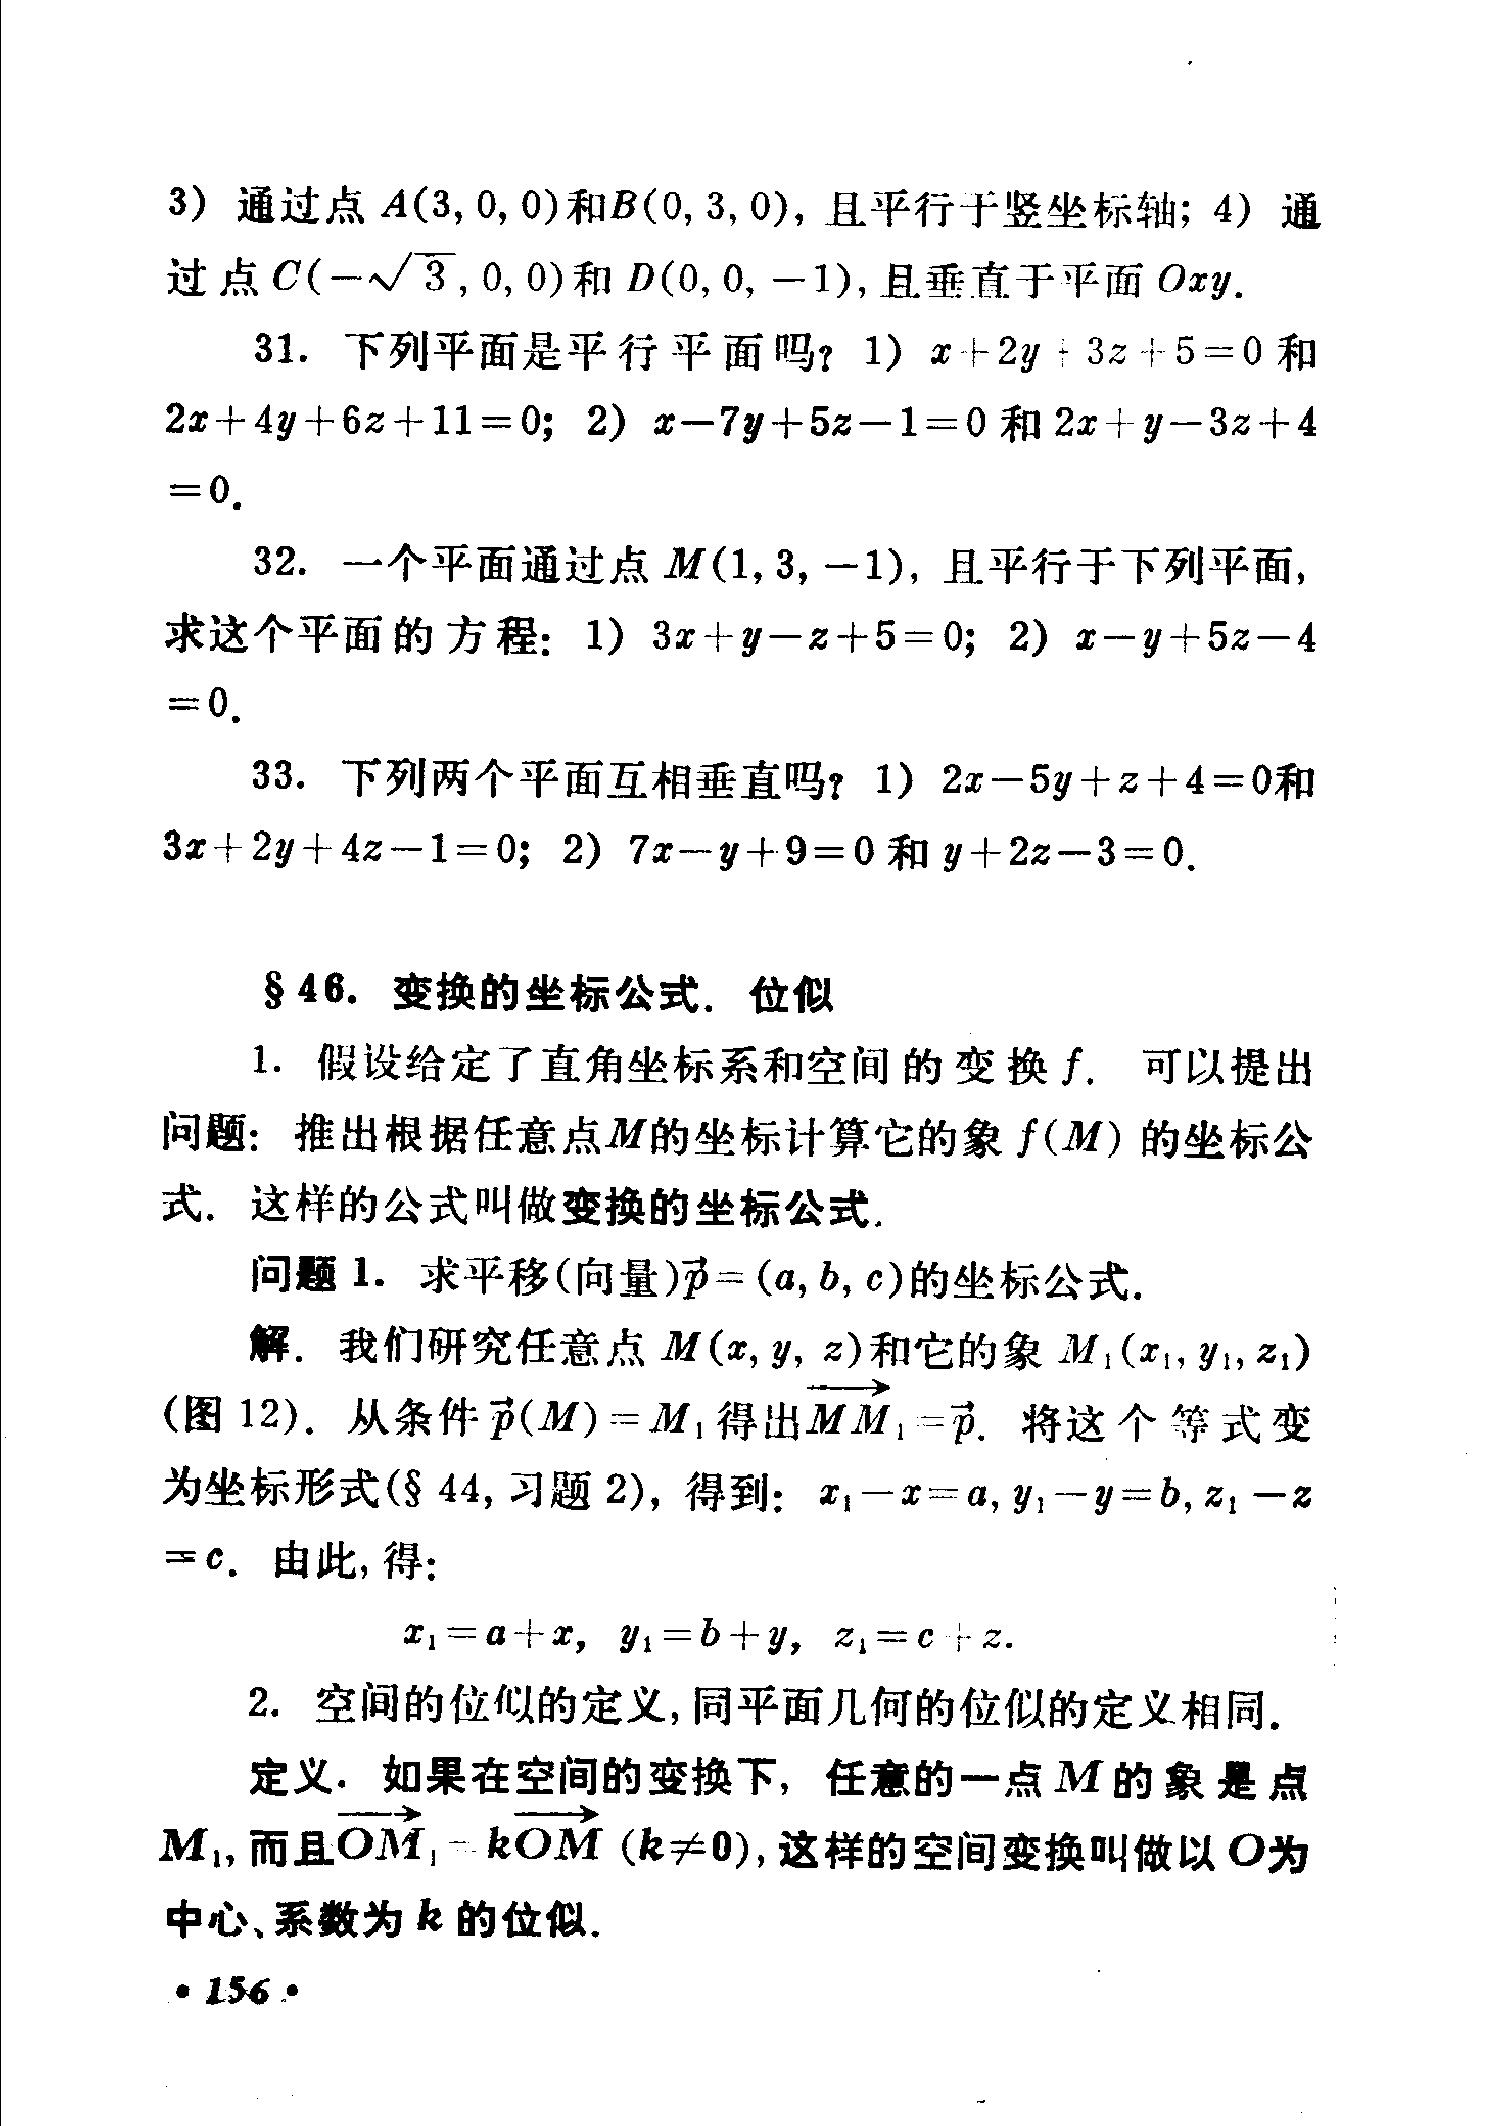 3) 通过点 A(3, 0, 0)和B(0, 3, 0), 且平行于竖坐标轴; 4) 通
过点 C(−√3, 0, 0)和 D(0, 0, −1), 且垂直于平面 Oxy.
31. 下列平面是平行平面吗? 1) x+2y+3z+5=0 和
2x+4y+6z+11=0; 2) x−7y+5z−1=0 和 2x+y−3z+4
=0.
32. 一个平面通过点 M(1, 3, −1), 且平行于下列平面,
求这个平面的方程: 1) 3x+y−z+5=0; 2) x−y+5z−4
=0.
33. 下列两个平面互相垂直吗? 1) 2x−5y+z+4=0和
3x+2y+4z−1=0; 2) 7x−y+9=0 和 y+2z−3=0.
§46. 变换的坐标公式. 位似
1. 假设给定了直角坐标系和空间的变换 f. 可以提出
问题: 推出根据任意点M的坐标计算它的象 f(M) 的坐标公
式. 这样的公式叫做变换的坐标公式.
问题 1. 求平移(向量)p⃗=(a, b, c)的坐标公式.
解. 我们研究任意点 M(x, y, z)和它的象 M₁(x₁, y₁, z₁)
(图 12). 从条件 p⃗(M)=M₁ 得出 $\overrightarrow{MM_1}$=p⃗. 将这个等式变
为坐标形式(§ 44, 习题 2), 得到: x₁−x=a, y₁−y=b, z₁−z
=c. 由此, 得:
x₁=a+x, y₁=b+y, z₁=c+z.
2. 空间的位似的定义, 同平面几何的位似的定义相同.
定义. 如果在空间的变换下, 任意的一点 M 的象是点
M₁, 而且$\overrightarrow{OM_1}$=k$\overrightarrow{OM}$ (k≠0), 这样的空间变换叫做以 O为
中心、系数为 k 的位似.
• 156 •